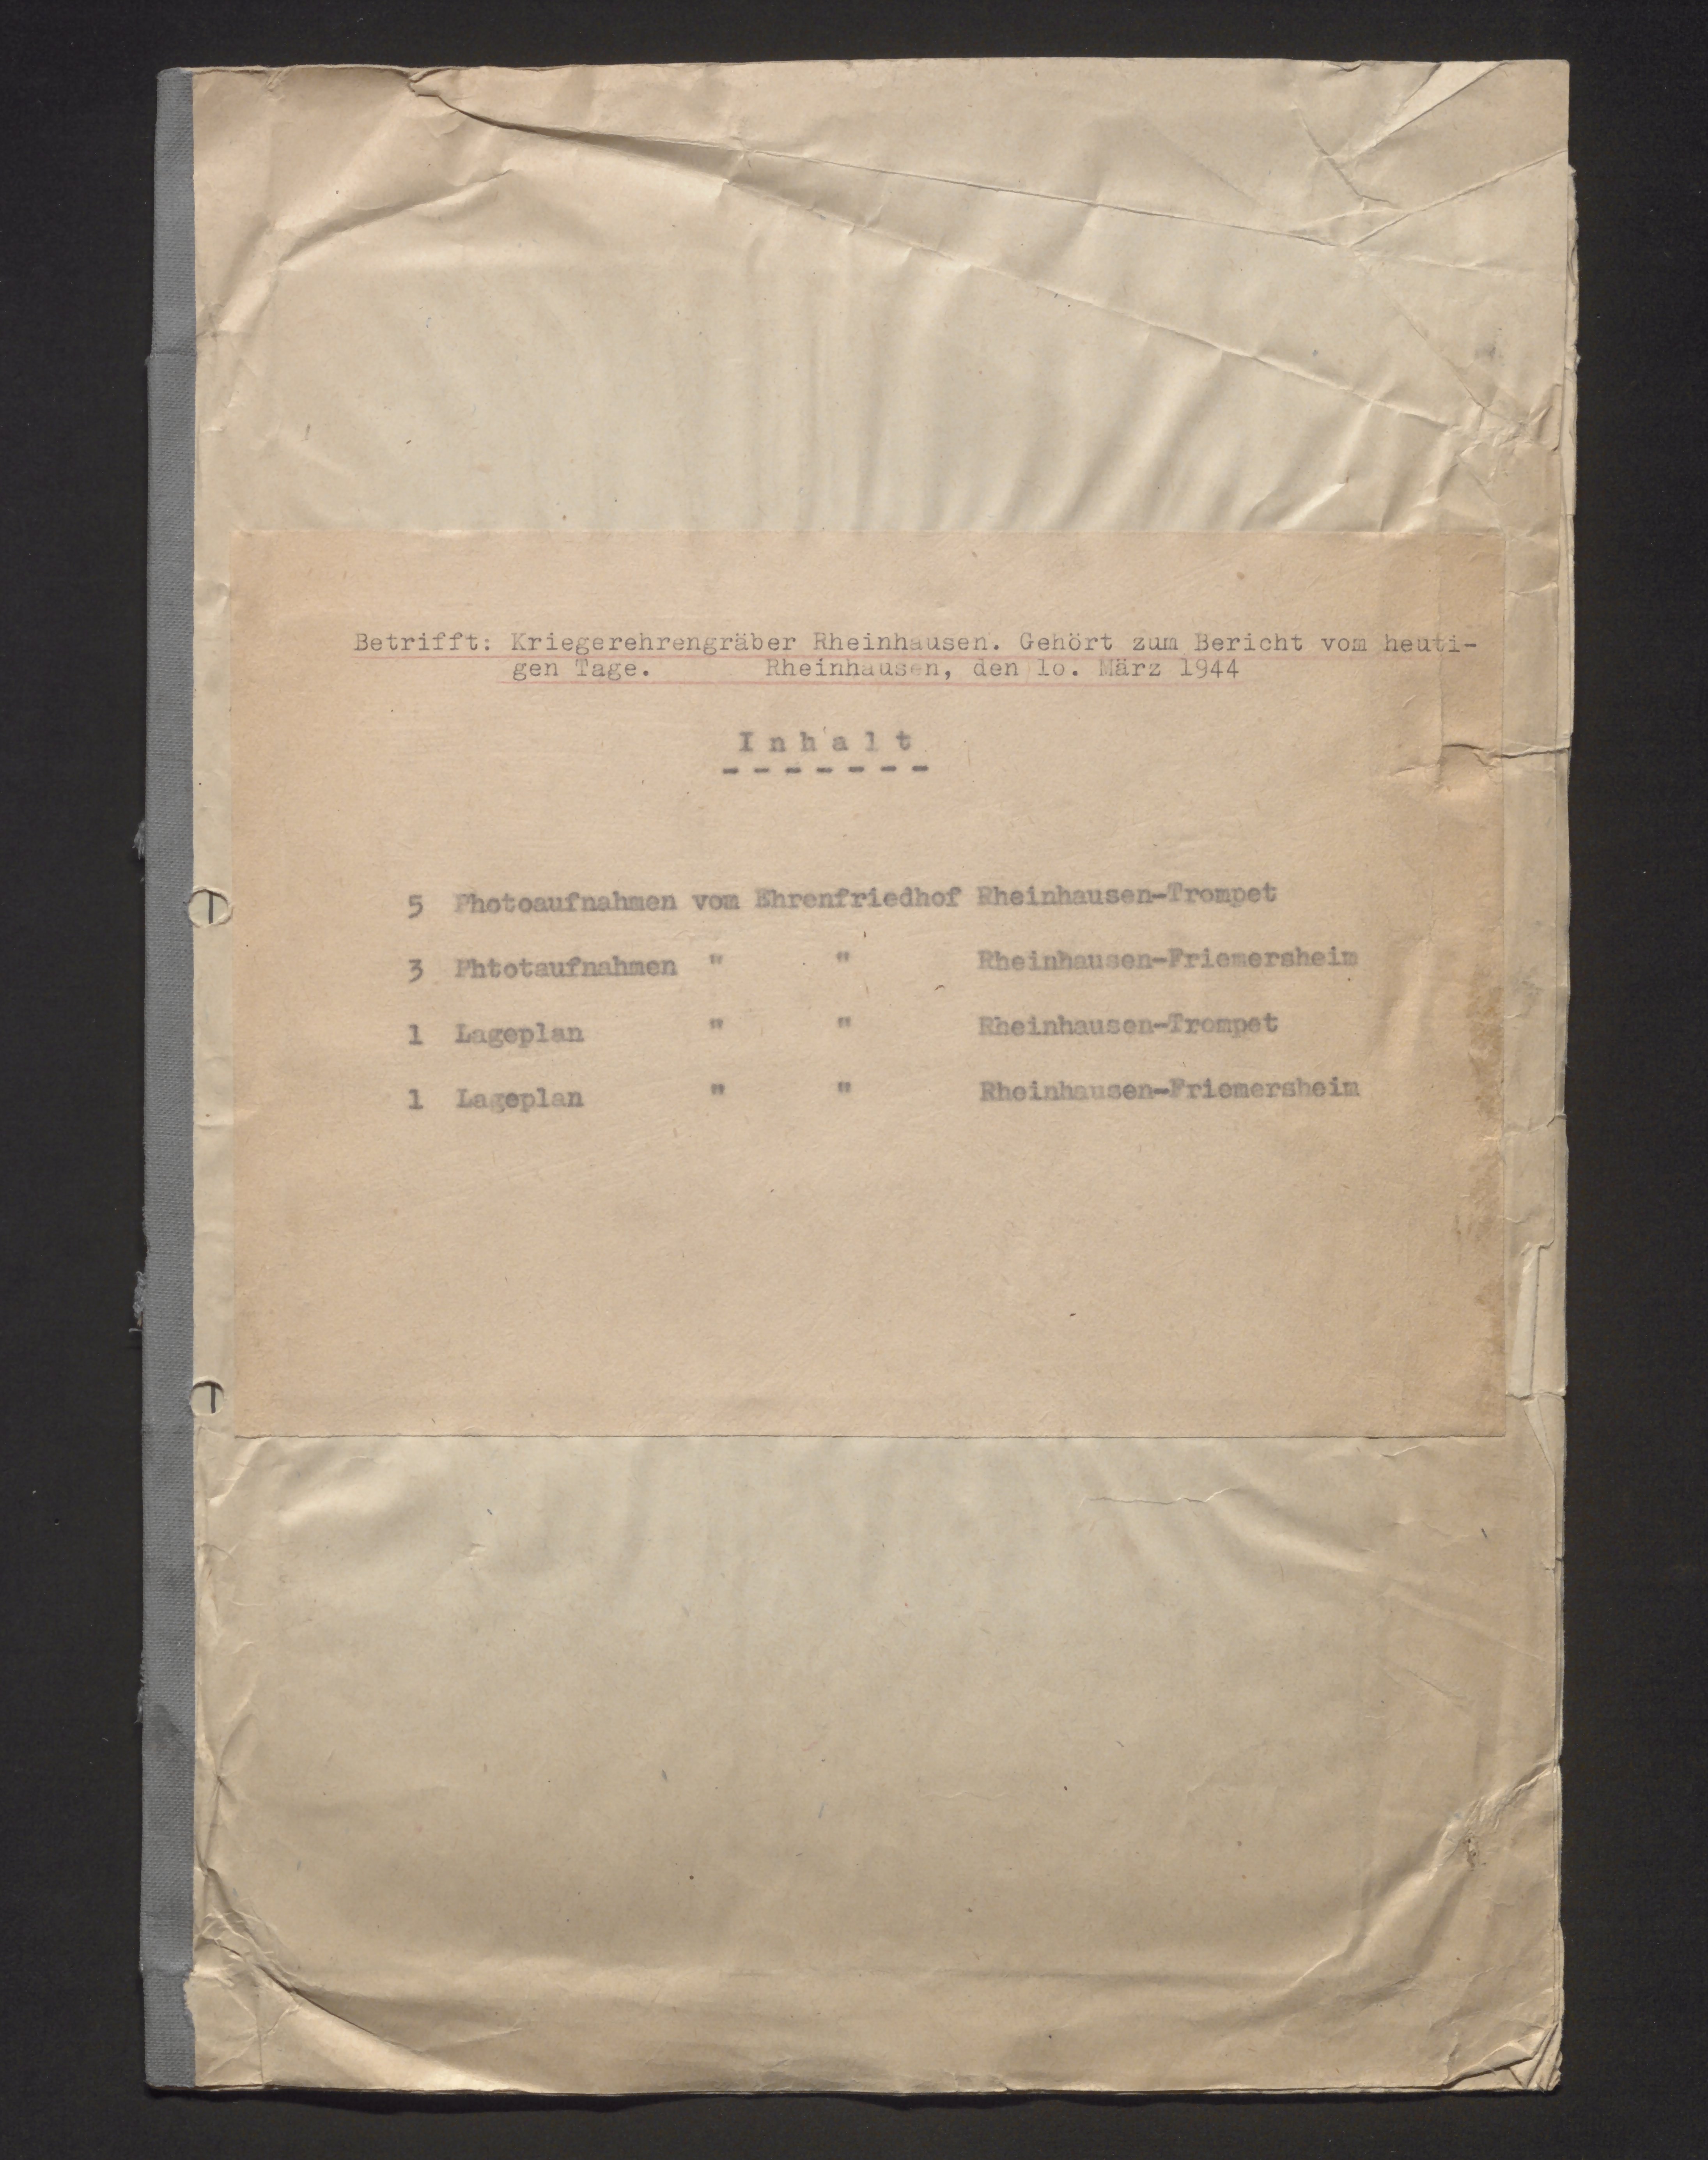 Betrifft: Kriegerehrengräber Rheinhausen. Gehört zum Bericht vom heuti-
gen Tage. Rheinhausen, den 1o. März 1944
I n h a l t
- - - - - - -
5 Photoaufnahmen vom Ehrenfriedhof Rheinhausen-Trompet
3 Phtotaufnahmen " " Rheinhausen-Friemersheim
1 Lageplan " " Rheinhausen-Trompet
1 Lageplan " " Rheinhausen-Friemersheim